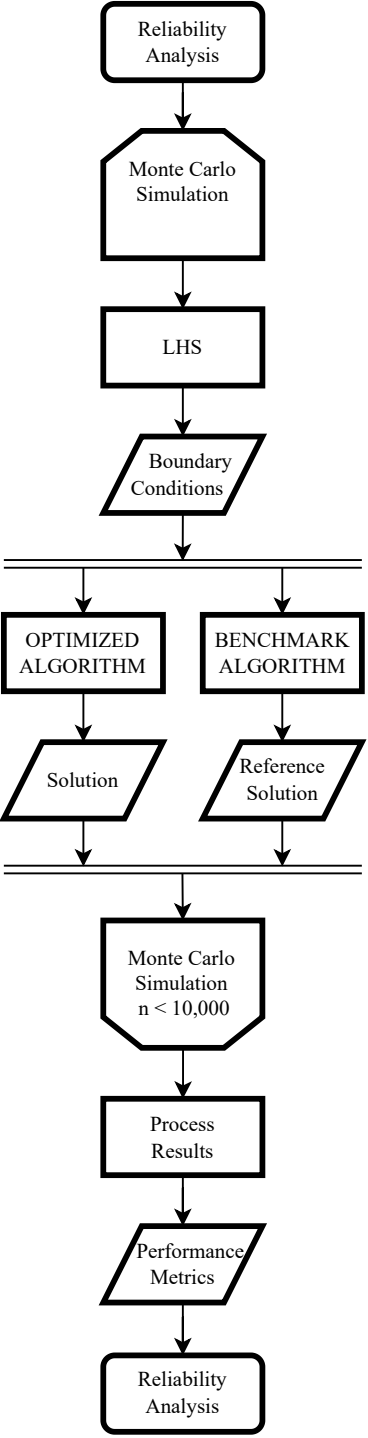 Reliability
Analysis
Monte Carlo
Simulation
LHS
Boundary
Conditions
OPTIMIZED
ALGORITHM
BENCHMARK
ALGORITHM
Solution
Reference
Solution
Monte Carlo
Simulation
n < 10,000
Process
Results
Performance
Metrics
Reliability
Analysis